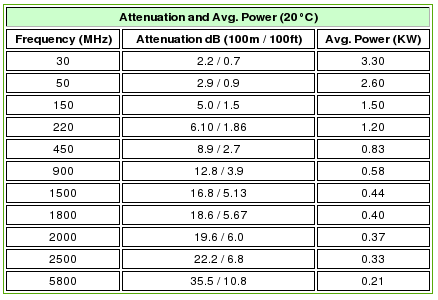 Attenuation and Avg. Power (20°C)
Frequency (MHz) Attenuation dB (100m / 100ft) Avg. Power (KW)
30 2.2 / 0.7 3.30
50 2.9 / 0.9 2.60
150 5.0 / 1.5 1.50
220 6.10 / 1.86 1.20
450 8.9 / 2.7 0.83
900 12.8 / 3.9 0.58
1500 16.8 / 5.13 0.44
1800 18.6 / 5.67 0.40
2000 19.6 / 6.0 0.37
2500 22.2 / 6.8 0.33
5800 35.5 / 10.8 0.21